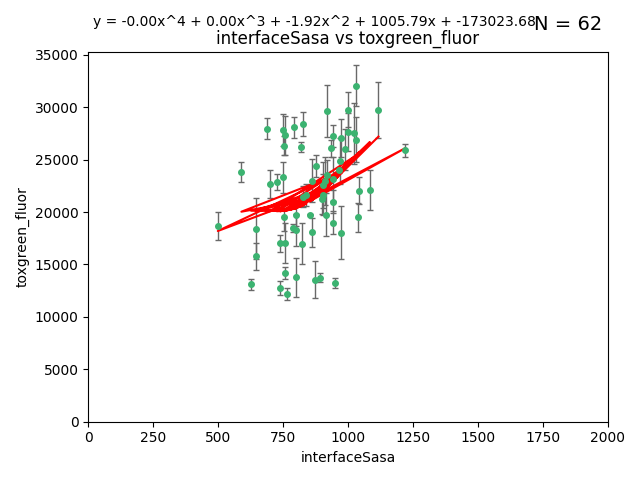 y = -0.00x^4 + 0.00x^3 + -1.92x^2 + 1005.79x + -173023.68
N = 62
interfaceSasa vs toxgreen_fluor
35000
30000
25000
20000
15000
10000
5000
0
toxgreen_fluor
0 250 500 750 1000 1250 1500 1750 2000
interfaceSasa